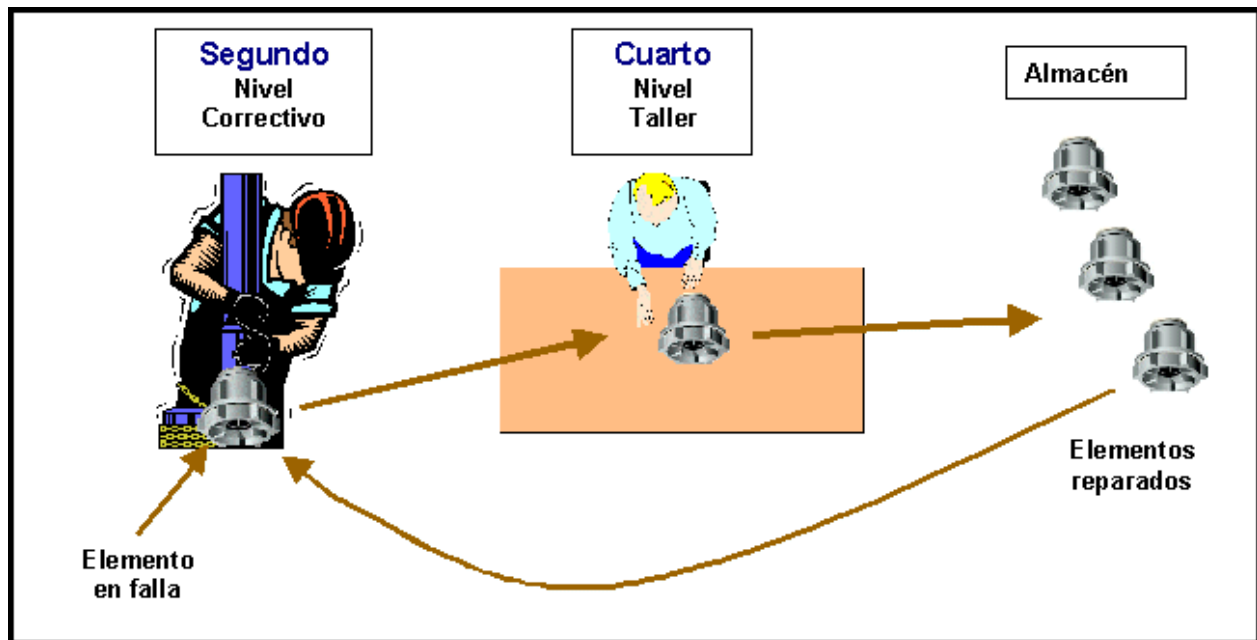 Segundo
Nivel
Correctivo
Cuarto
Nivel
Taller
Almacén
Elementos
reparados
Elemento
en falla